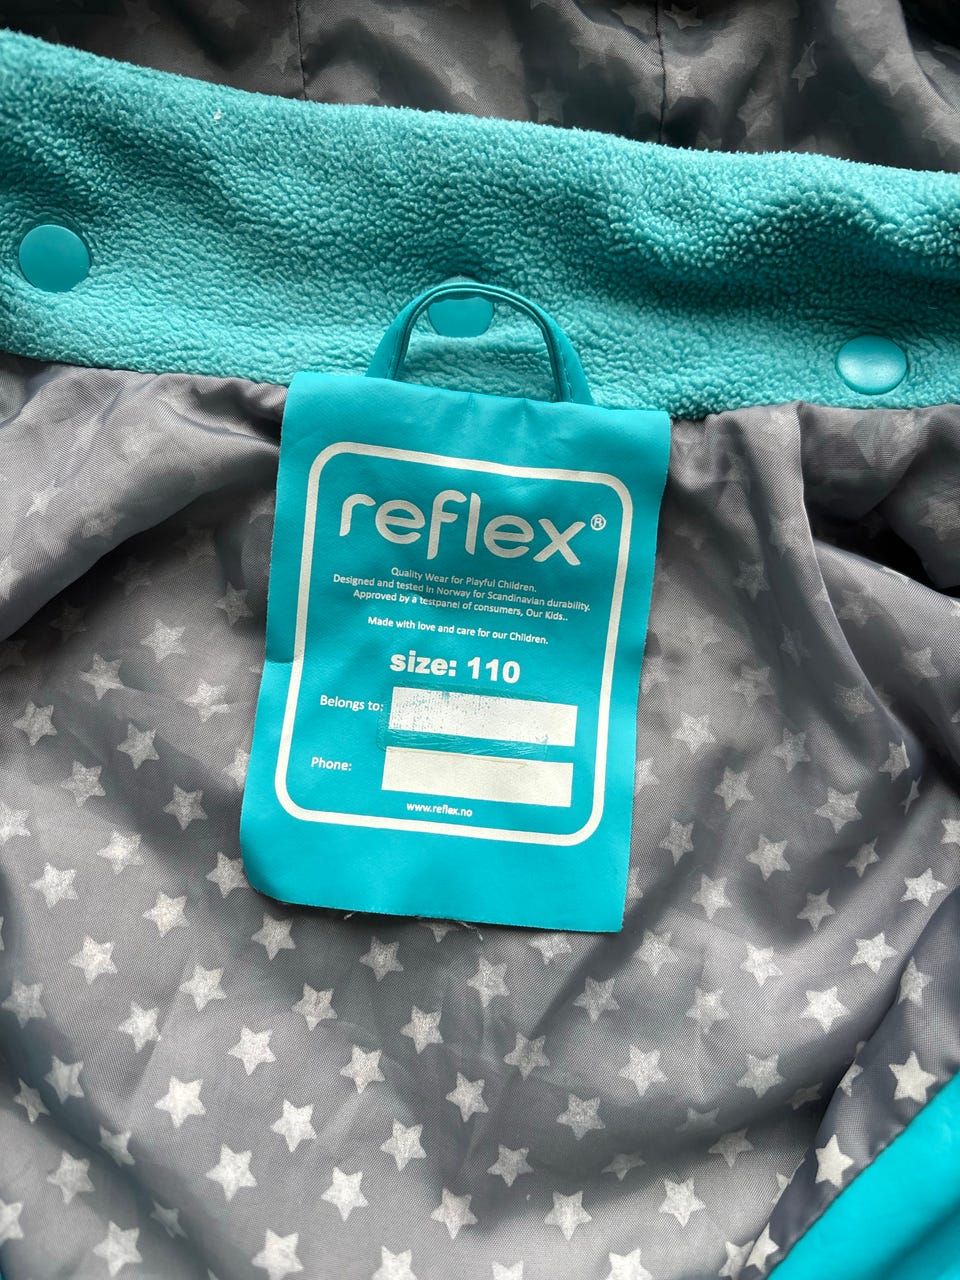 reflex®
Quality Wear for Playful Children.
Designed and tested in Norway for Scandinavian durability.
Approved by a testpanel of consumers, Our Kids..
Made with love and care for our Children.
size: 110
Belongs to:
Phone:
www.reflex.no